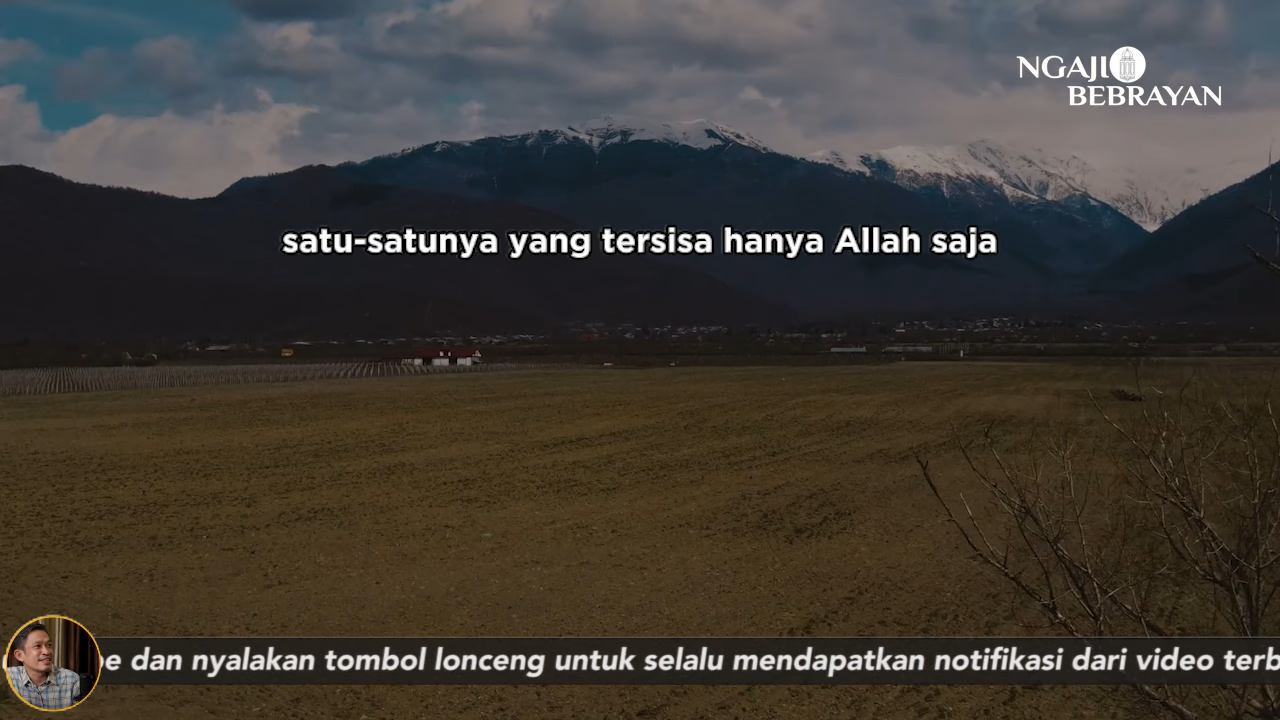 NGAJI
BEBRAYAN
satu-satunya yang tersisa hanya Allah saja
dan nyalakan tombol lonceng untuk selalu mendapatkan notifikasi dari video